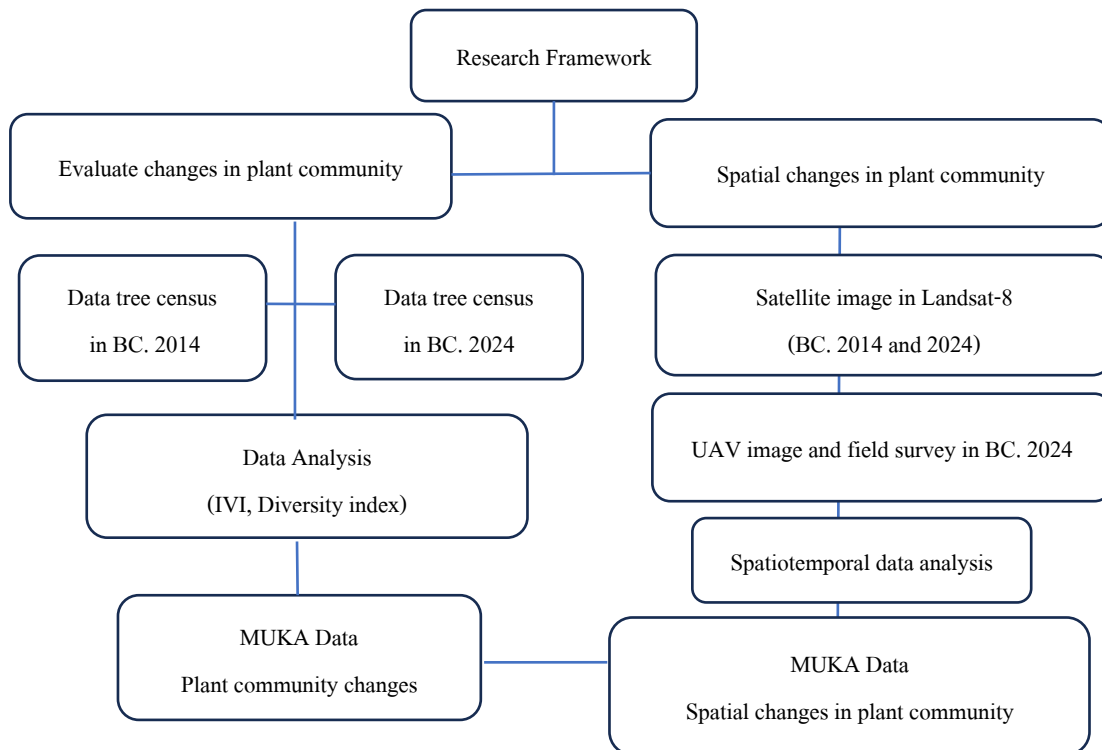 Research Framework
Evaluate changes in plant community
Spatial changes in plant community
Data tree census
in BC. 2014
Data tree census
in BC. 2024
Satellite image in Landsat-8
(BC. 2014 and 2024)
UAV image and field survey in BC. 2024
Data Analysis
(IVI, Diversity index)
Spatiotemporal data analysis
MUKA Data
Plant community changes
MUKA Data
Spatial changes in plant community